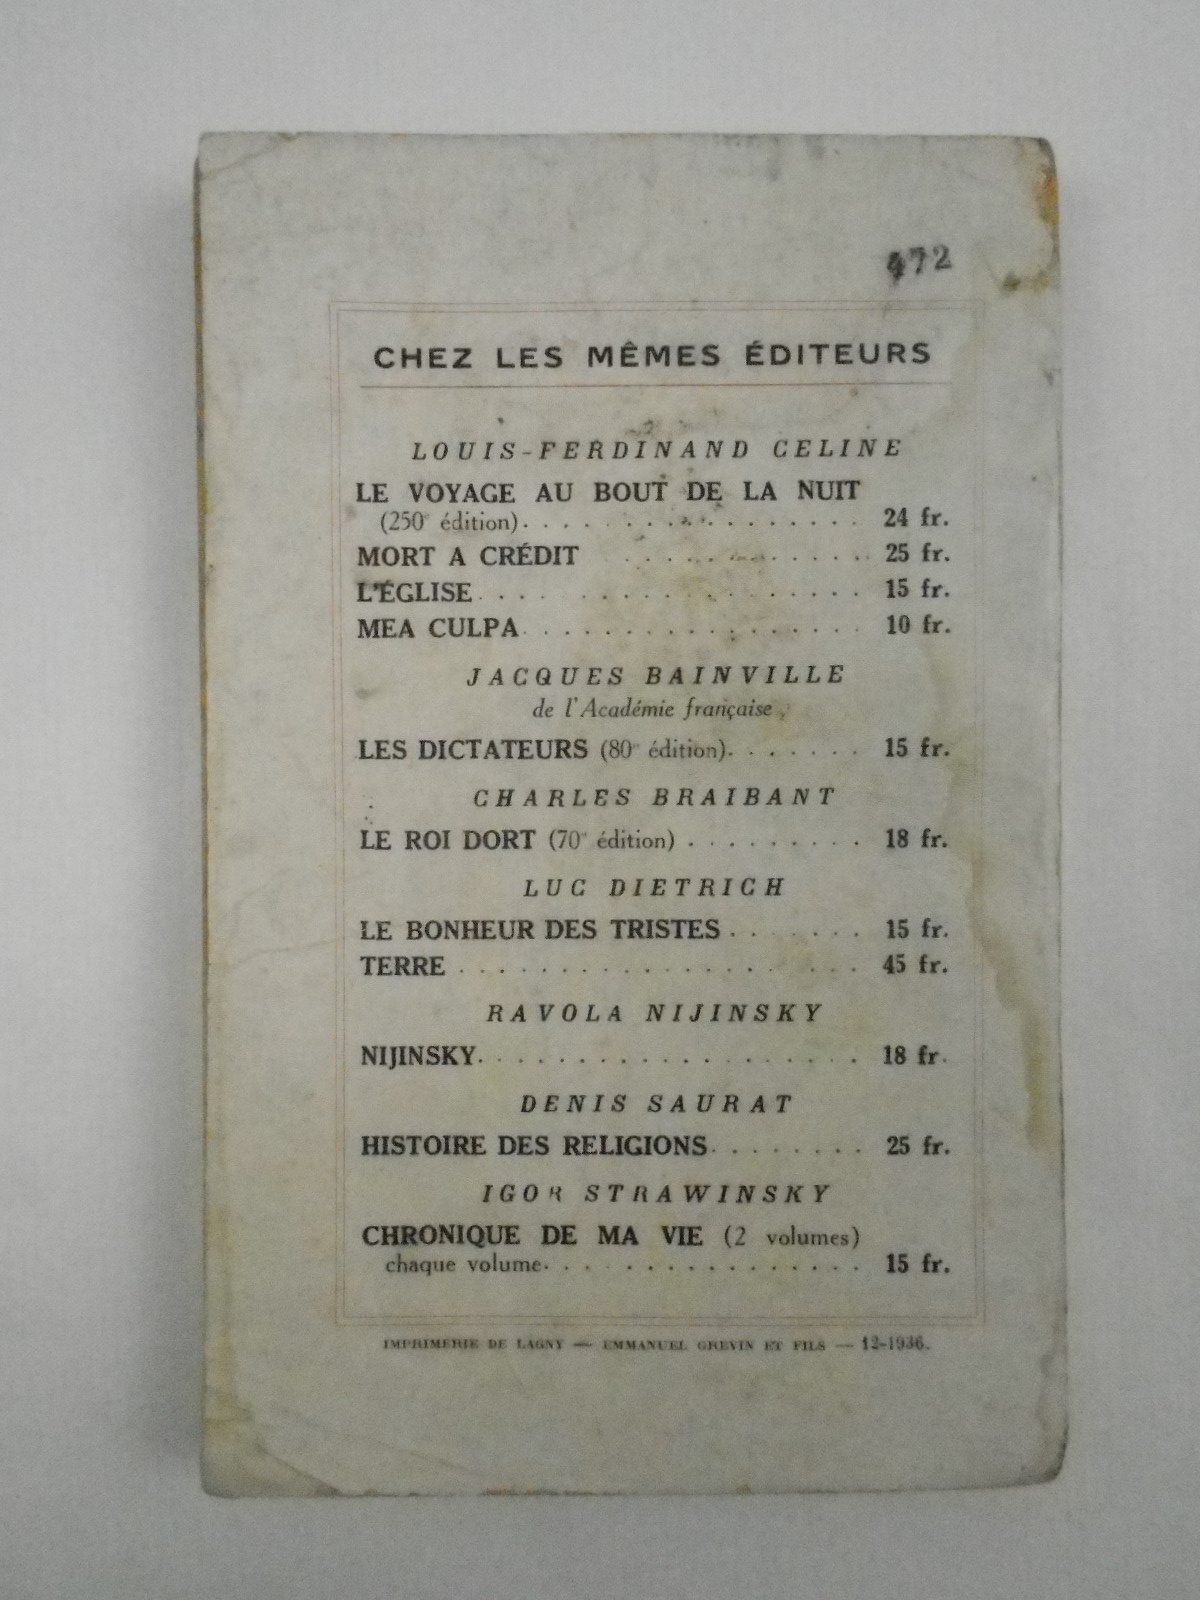 472
CHEZ LES MÊMES ÉDITEURS
LOUIS-FERDINAND CELINE
LE VOYAGE AU BOUT DE LA NUIT
(250e édition). . . . . . . . . . . . . . . . . 24 fr.
MORT A CRÉDIT . . . . . . . . . . . . . 25 fr.
L'ÉGLISE . . . . . . . . . . . . . . . . . . 15 fr.
MEA CULPA . . . . . . . . . . . . . . . . . 10 fr.
JACQUES BAINVILLE
de l'Académie française
LES DICTATEURS (80e édition). . . . . . . 15 fr.
CHARLES BRAIBANT
LE ROI DORT (70e édition) . . . . . . . . . 18 fr.
LUC DIETRICH
LE BONHEUR DES TRISTES . . . . . . . 15 fr.
TERRE . . . . . . . . . . . . . . . . . . . 45 fr.
RAVOLA NIJINSKY
NIJINSKY. . . . . . . . . . . . . . . . . . . 18 fr.
DENIS SAURAT
HISTOIRE DES RELIGIONS. . . . . . . . 25 fr.
IGOR STRAWINSKY
CHRONIQUE DE MA VIE (2 volumes)
chaque volume. . . . . . . . . . . . . . . . 15 fr.
IMPRIMERIE DE LAGNY — EMMANUEL GREVIN ET FILS — 12-1936.